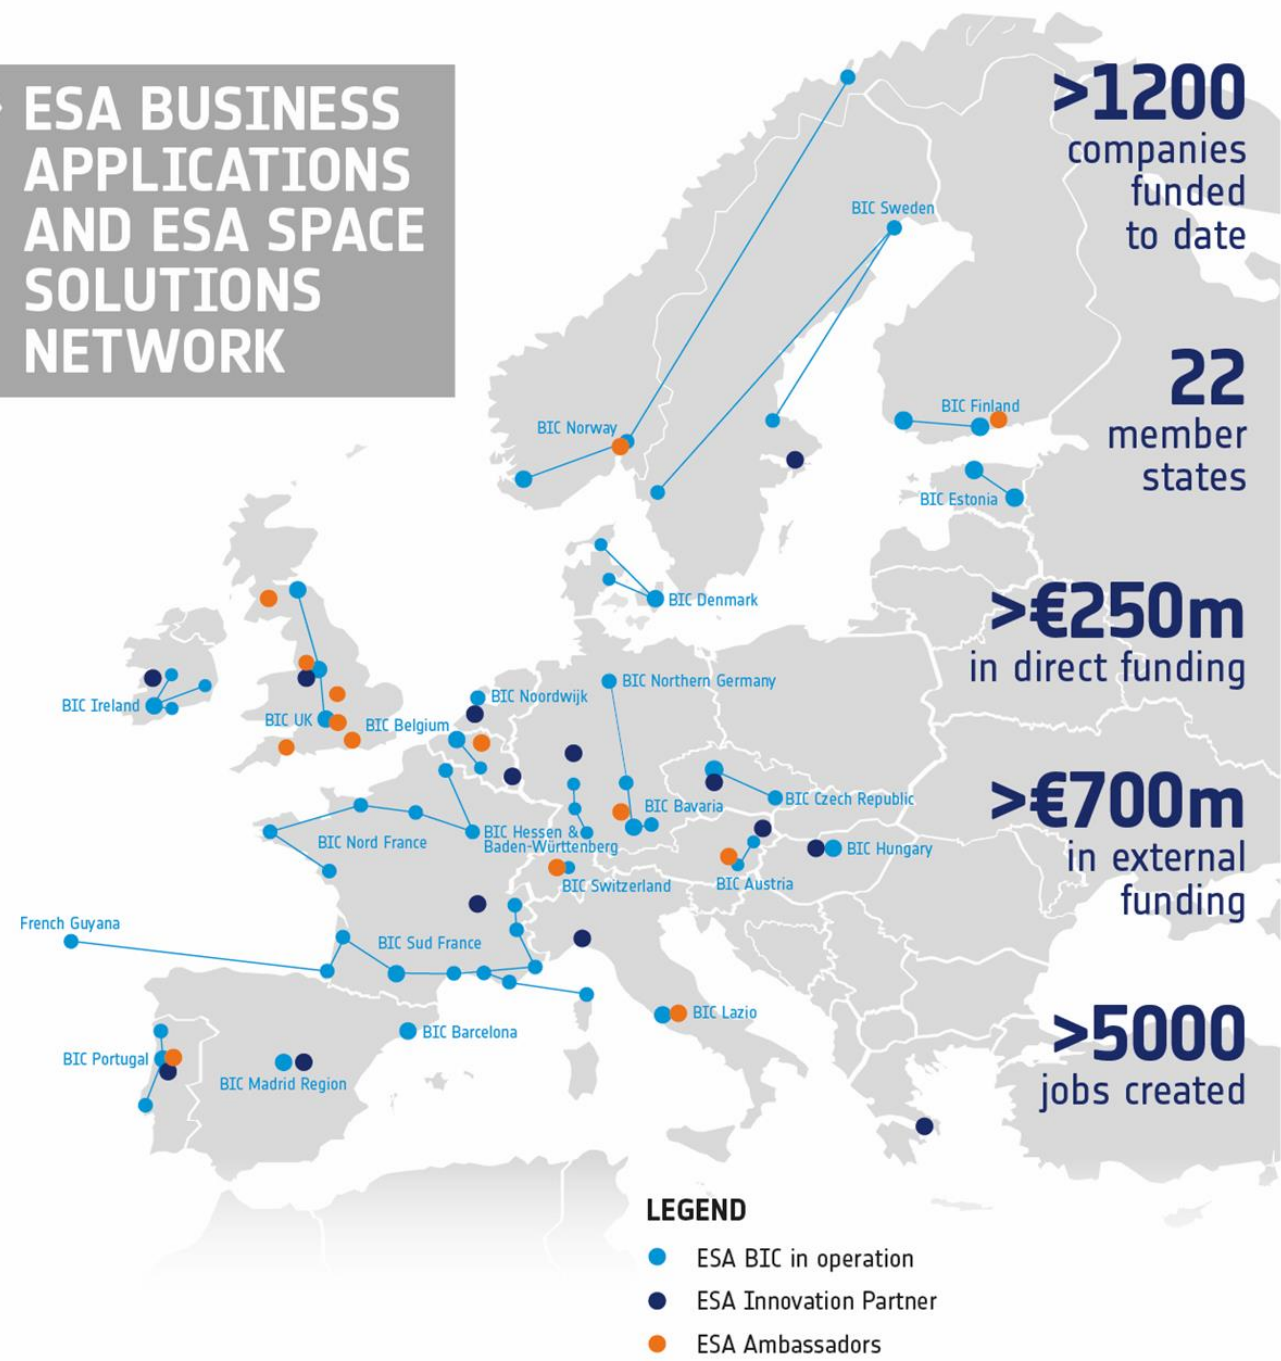 ESA BUSINESS
APPLICATIONS
AND ESA SPACE
SOLUTIONS
NETWORK
>1200
companies
funded
to date
22
member
states
>€250m
in direct funding
>€700m
in external
funding
>5000
jobs created
BIC Sweden
BIC Norway
BIC Finland
BIC Estonia
BIC Denmark
BIC Ireland
BIC UK
BIC Noordwijk
BIC Belgium
BIC Northern Germany
BIC Bavaria
BIC Czech Republic
BIC Nord France
BIC Hessen &
Baden-Württenberg
BIC Hungary
BIC Switzerland
BIC Austria
French Guyana
BIC Sud France
BIC Lazio
BIC Barcelona
BIC Portugal
BIC Madrid Region
LEGEND
ESA BIC in operation
ESA Innovation Partner
ESA Ambassadors